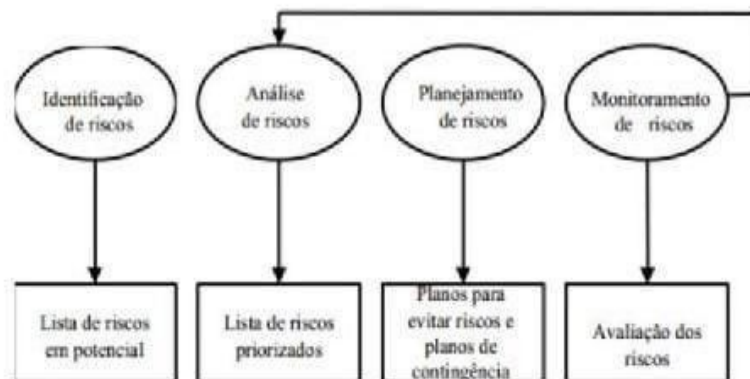 Identificação
de riscos
Análise
de riscos
Planejamento
de riscos
Monitoramento
de riscos
Lista de riscos
em potencial
Lista de riscos
priorizados
Planos para
evitar riscos e
planos de
contingência
Avaliação dos
riscos